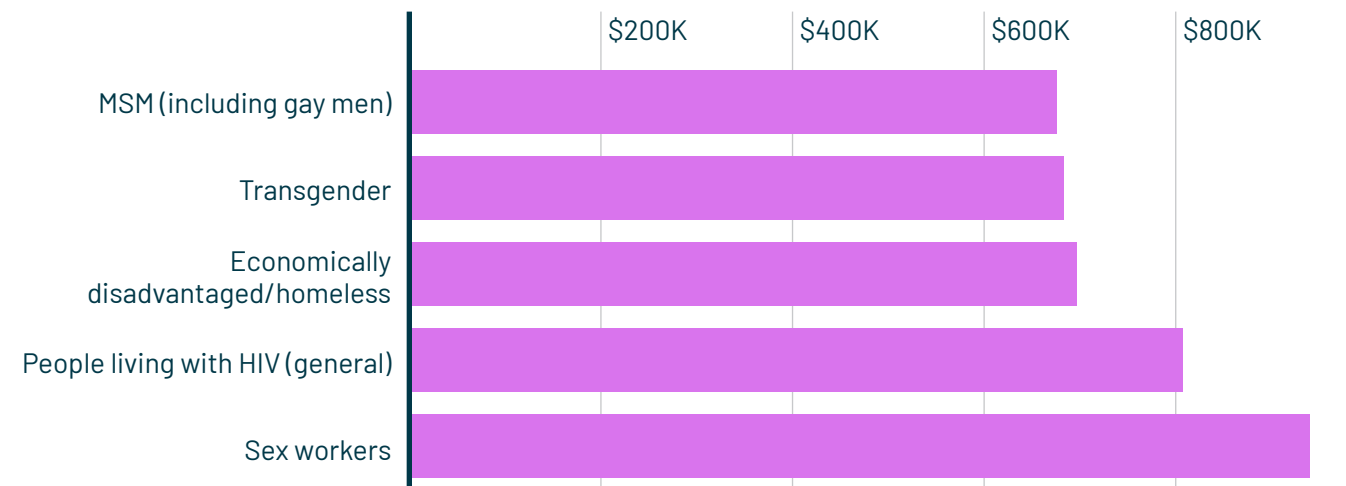 $200K
$400K
$600K
$800K
MSM (including gay men)
Transgender
Economically
disadvantaged/homeless
People living with HIV (general)
Sex workers